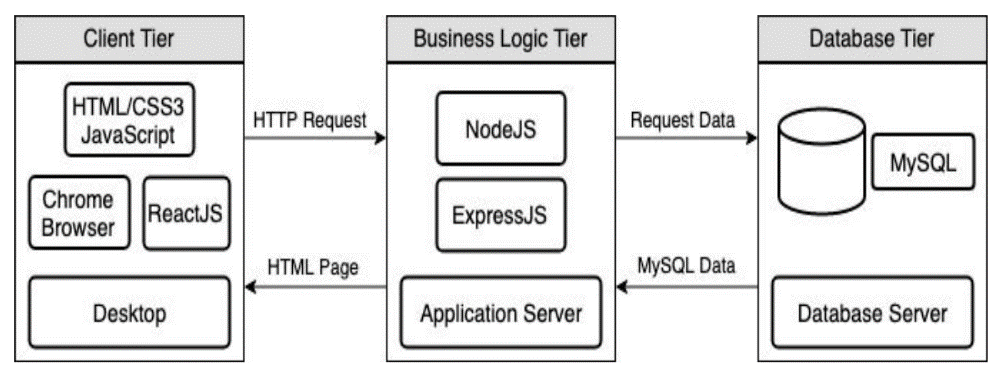 Client Tier
HTML/CSS3
JavaScript
Chrome
Browser
ReactJS
Desktop
HTTP Request
HTML Page
Business Logic Tier
NodeJS
ExpressJS
Application Server
Request Data
MySQL Data
Database Tier
MySQL
Database Server